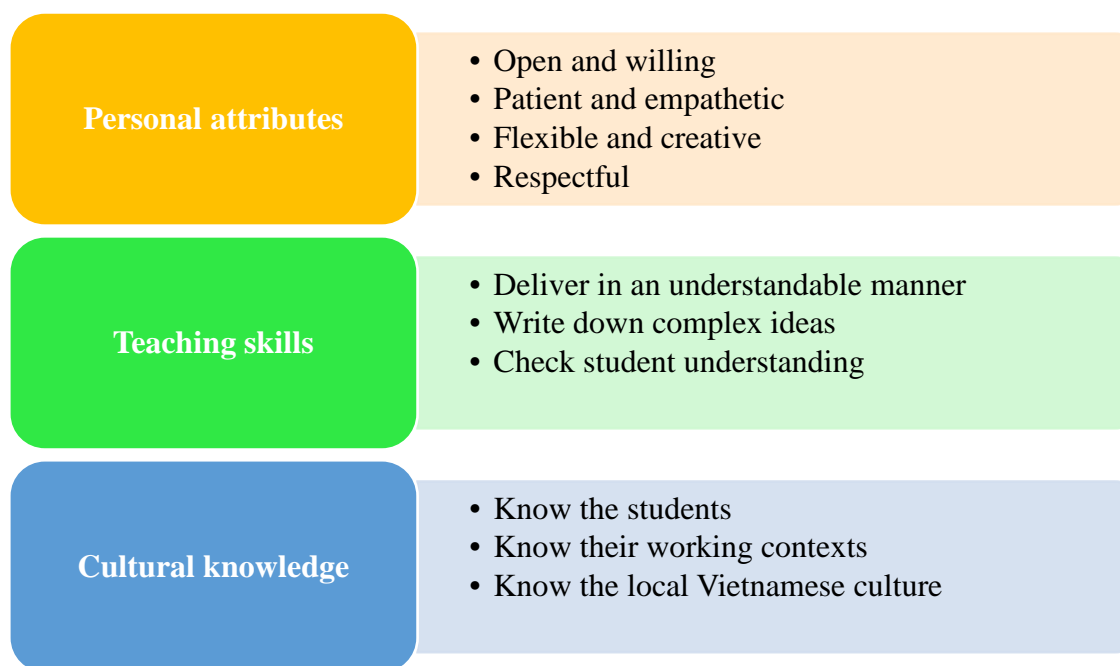 Personal attributes
• Open and willing
• Patient and empathetic
• Flexible and creative
• Respectful
Teaching skills
• Deliver in an understandable manner
• Write down complex ideas
• Check student understanding
Cultural knowledge
• Know the students
• Know their working contexts
• Know the local Vietnamese culture